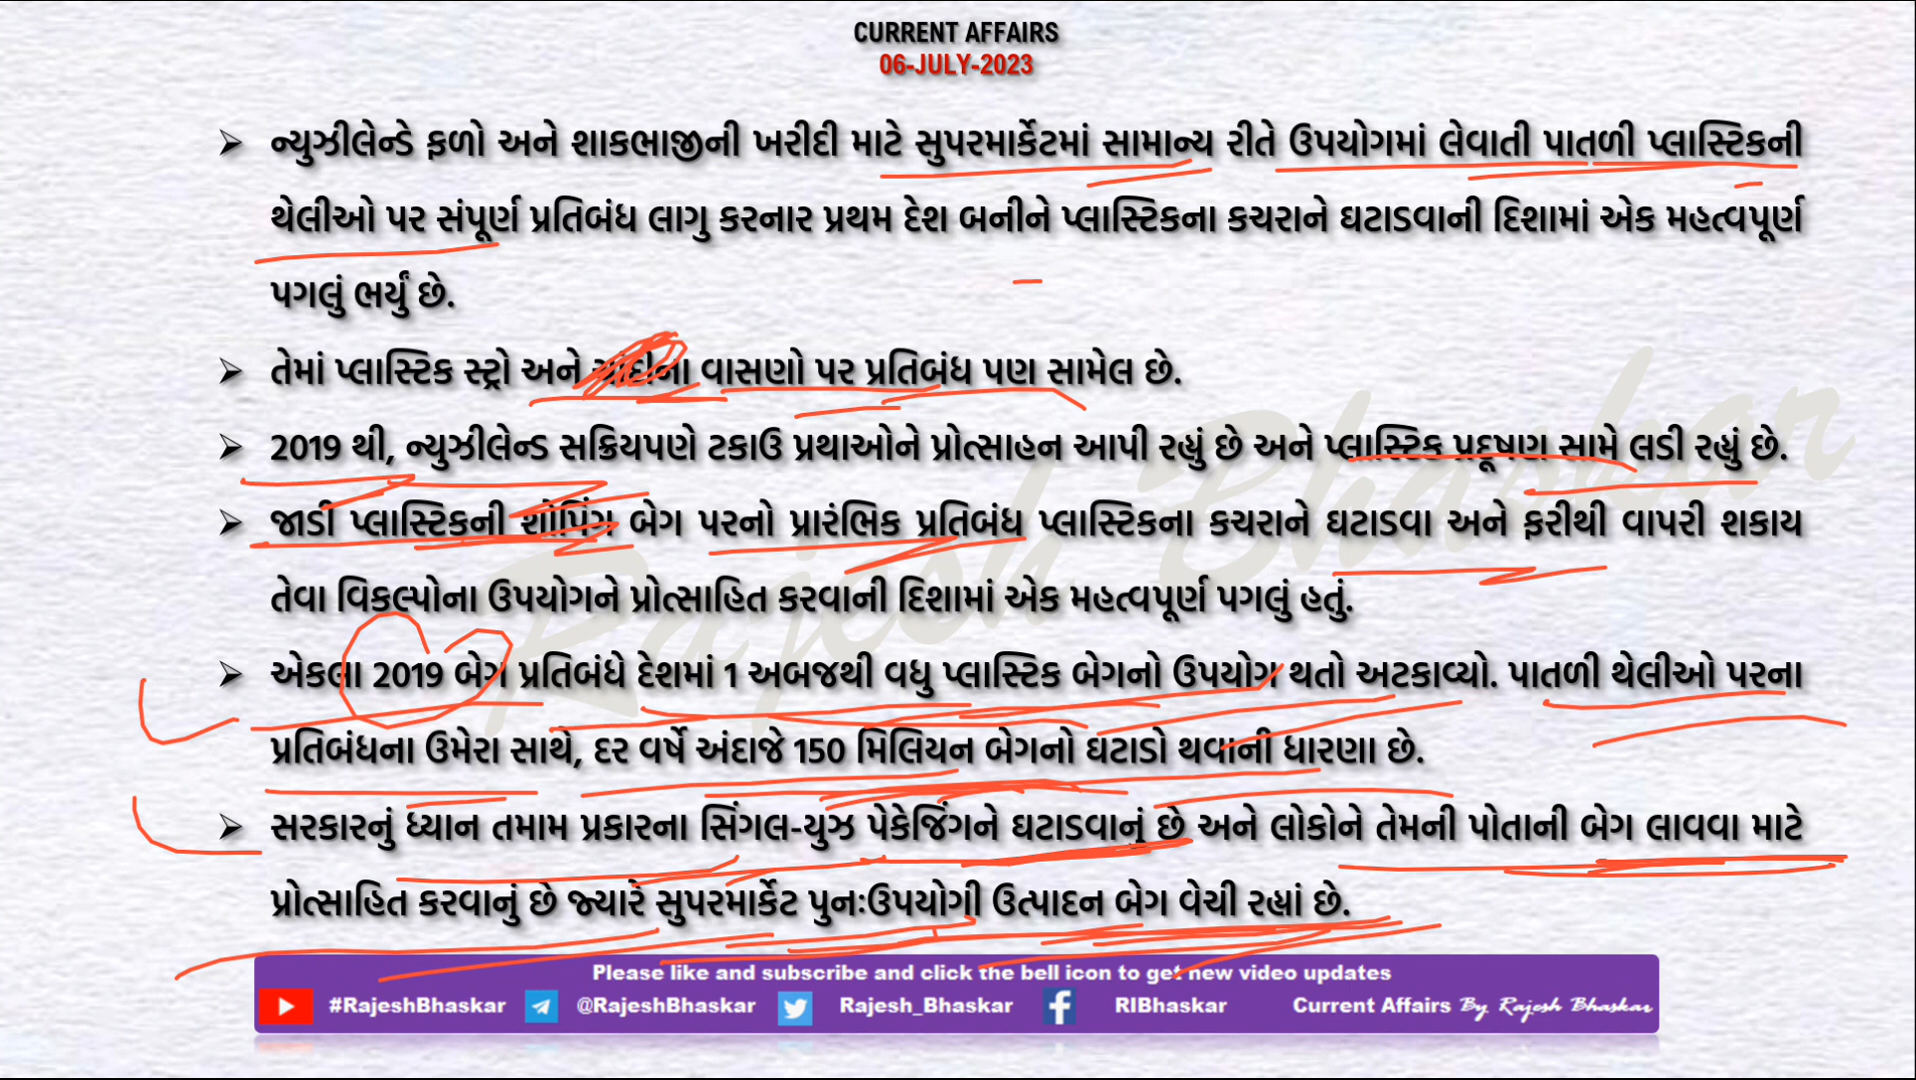 CURRENT AFFAIRS
06-JULY-2023
➢ ન્યુઝીલેન્ડે ફળો અને શાકભાજીની ખરીદી માટે સુપરમાર્કેટમાં સામાન્ય રીતે ઉપયોગમાં લેવાતી પાતળી પ્લાસ્ટિકની
થેલીઓ પર સંપૂર્ણ પ્રતિબંધ લાગુ કરનાર પ્રથમ દેશ બનીને પ્લાસ્ટિકના કચરાને ઘટાડવાની દિશામાં એક મહત્વપૂર્ણ
પગલું ભર્યું છે.
➢ તેમાં પ્લાસ્ટિક સ્ટ્રો અને વાસણો પર પ્રતિબંધ પણ સામેલ છે.
➢ 2019 થી, ન્યુઝીલેન્ડ સક્રિયપણે ટકાઉ પ્રથાઓને પ્રોત્સાહન આપી રહ્યું છે અને પ્લાસ્ટિક પ્રદૂષણ સામે લડી રહ્યું છે.
➢ જાડી પ્લાસ્ટિકની શોપિંગ બેગ પરનો પ્રારંભિક પ્રતિબંધ પ્લાસ્ટિકના કચરાને ઘટાડવા અને ફરીથી વાપરી શકાય
તેવા વિકલ્પોના ઉપયોગને પ્રોત્સાહિત કરવાની દિશામાં એક મહત્વપૂર્ણ પગલું હતું.
➢ એકલા 2019 બેગ પ્રતિબંધે દેશમાં 1 અબજથી વધુ પ્લાસ્ટિક બેગનો ઉપયોગ થતો અટકાવ્યો. પાતળી થેલીઓ પરના
પ્રતિબંધના ઉમેરા સાથે, દર વર્ષે અંદાજે 150 મિલિયન બેગનો ઘટાડો થવાની ધારણા છે.
➢ સરકારનું ધ્યાન તમામ પ્રકારના સિંગલ-યુઝ પેકેજિંગને ઘટાડવાનું છે અને લોકોને તેમની પોતાની બેગ લાવવા માટે
પ્રોત્સાહિત કરવાનું છે જ્યારે સુપરમાર્કેટ પુનઃઉપયોગી ઉત્પાદન બેગ વેચી રહ્યાં છે.
Rajesh Bhaskar
Please like and subscribe and click the bell icon to get new video updates
#RajeshBhaskar @RajeshBhaskar Rajesh_Bhaskar RIBhaskar Current Affairs By Rajesh Bhaskar